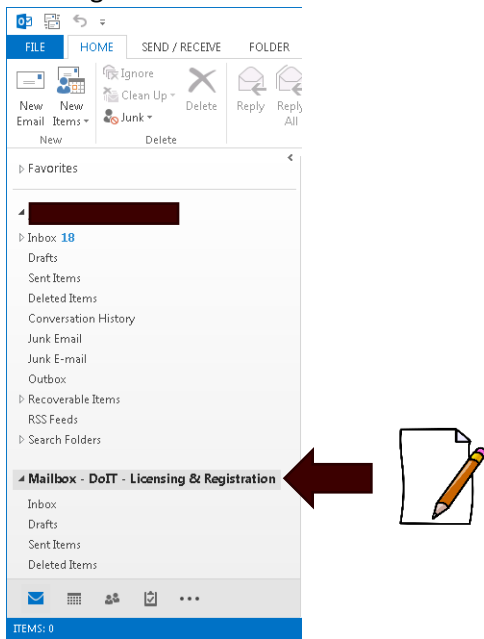 FILE HOME SEND / RECEIVE FOLDER
Ignore
Clean Up
Junk
New Email
New Items
Delete
Reply
Reply All
New Delete
Favorites
Inbox 18
Drafts
Sent Items
Deleted Items
Conversation History
Junk Email
Junk E-mail
Outbox
Recoverable Items
RSS Feeds
Search Folders
Mailbox - DoIT - Licensing & Registration
Inbox
Drafts
Sent Items
Deleted Items
ITEMS: 0